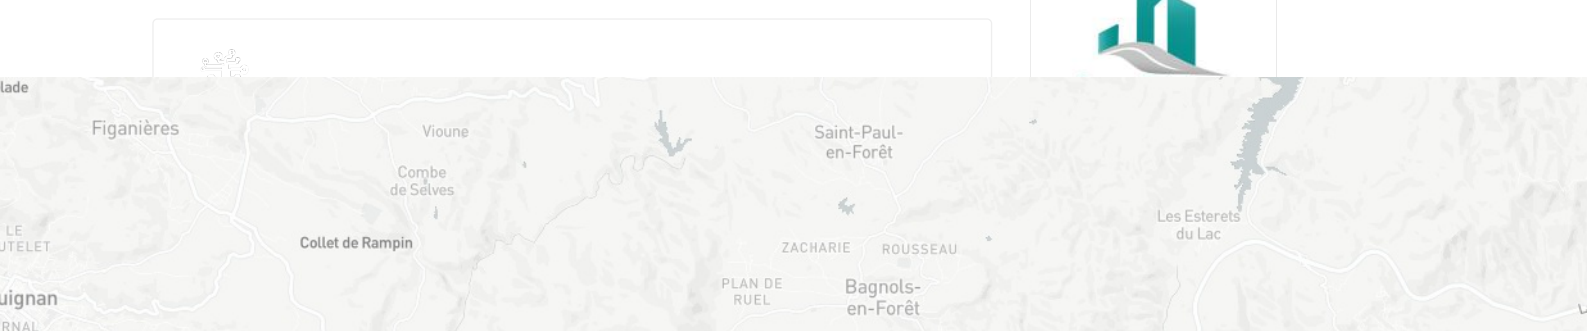 lade
Figanières
Vioune
Saint-Paul-
en-Forêt
Combe
de Selves
Les Esterets
du Lac
LE
UTELET
Collet de Rampin
ZACHARIE
ROUSSEAU
PLAN DE
RUEL
Bagnols-
en-Forêt
uignan
RNAL